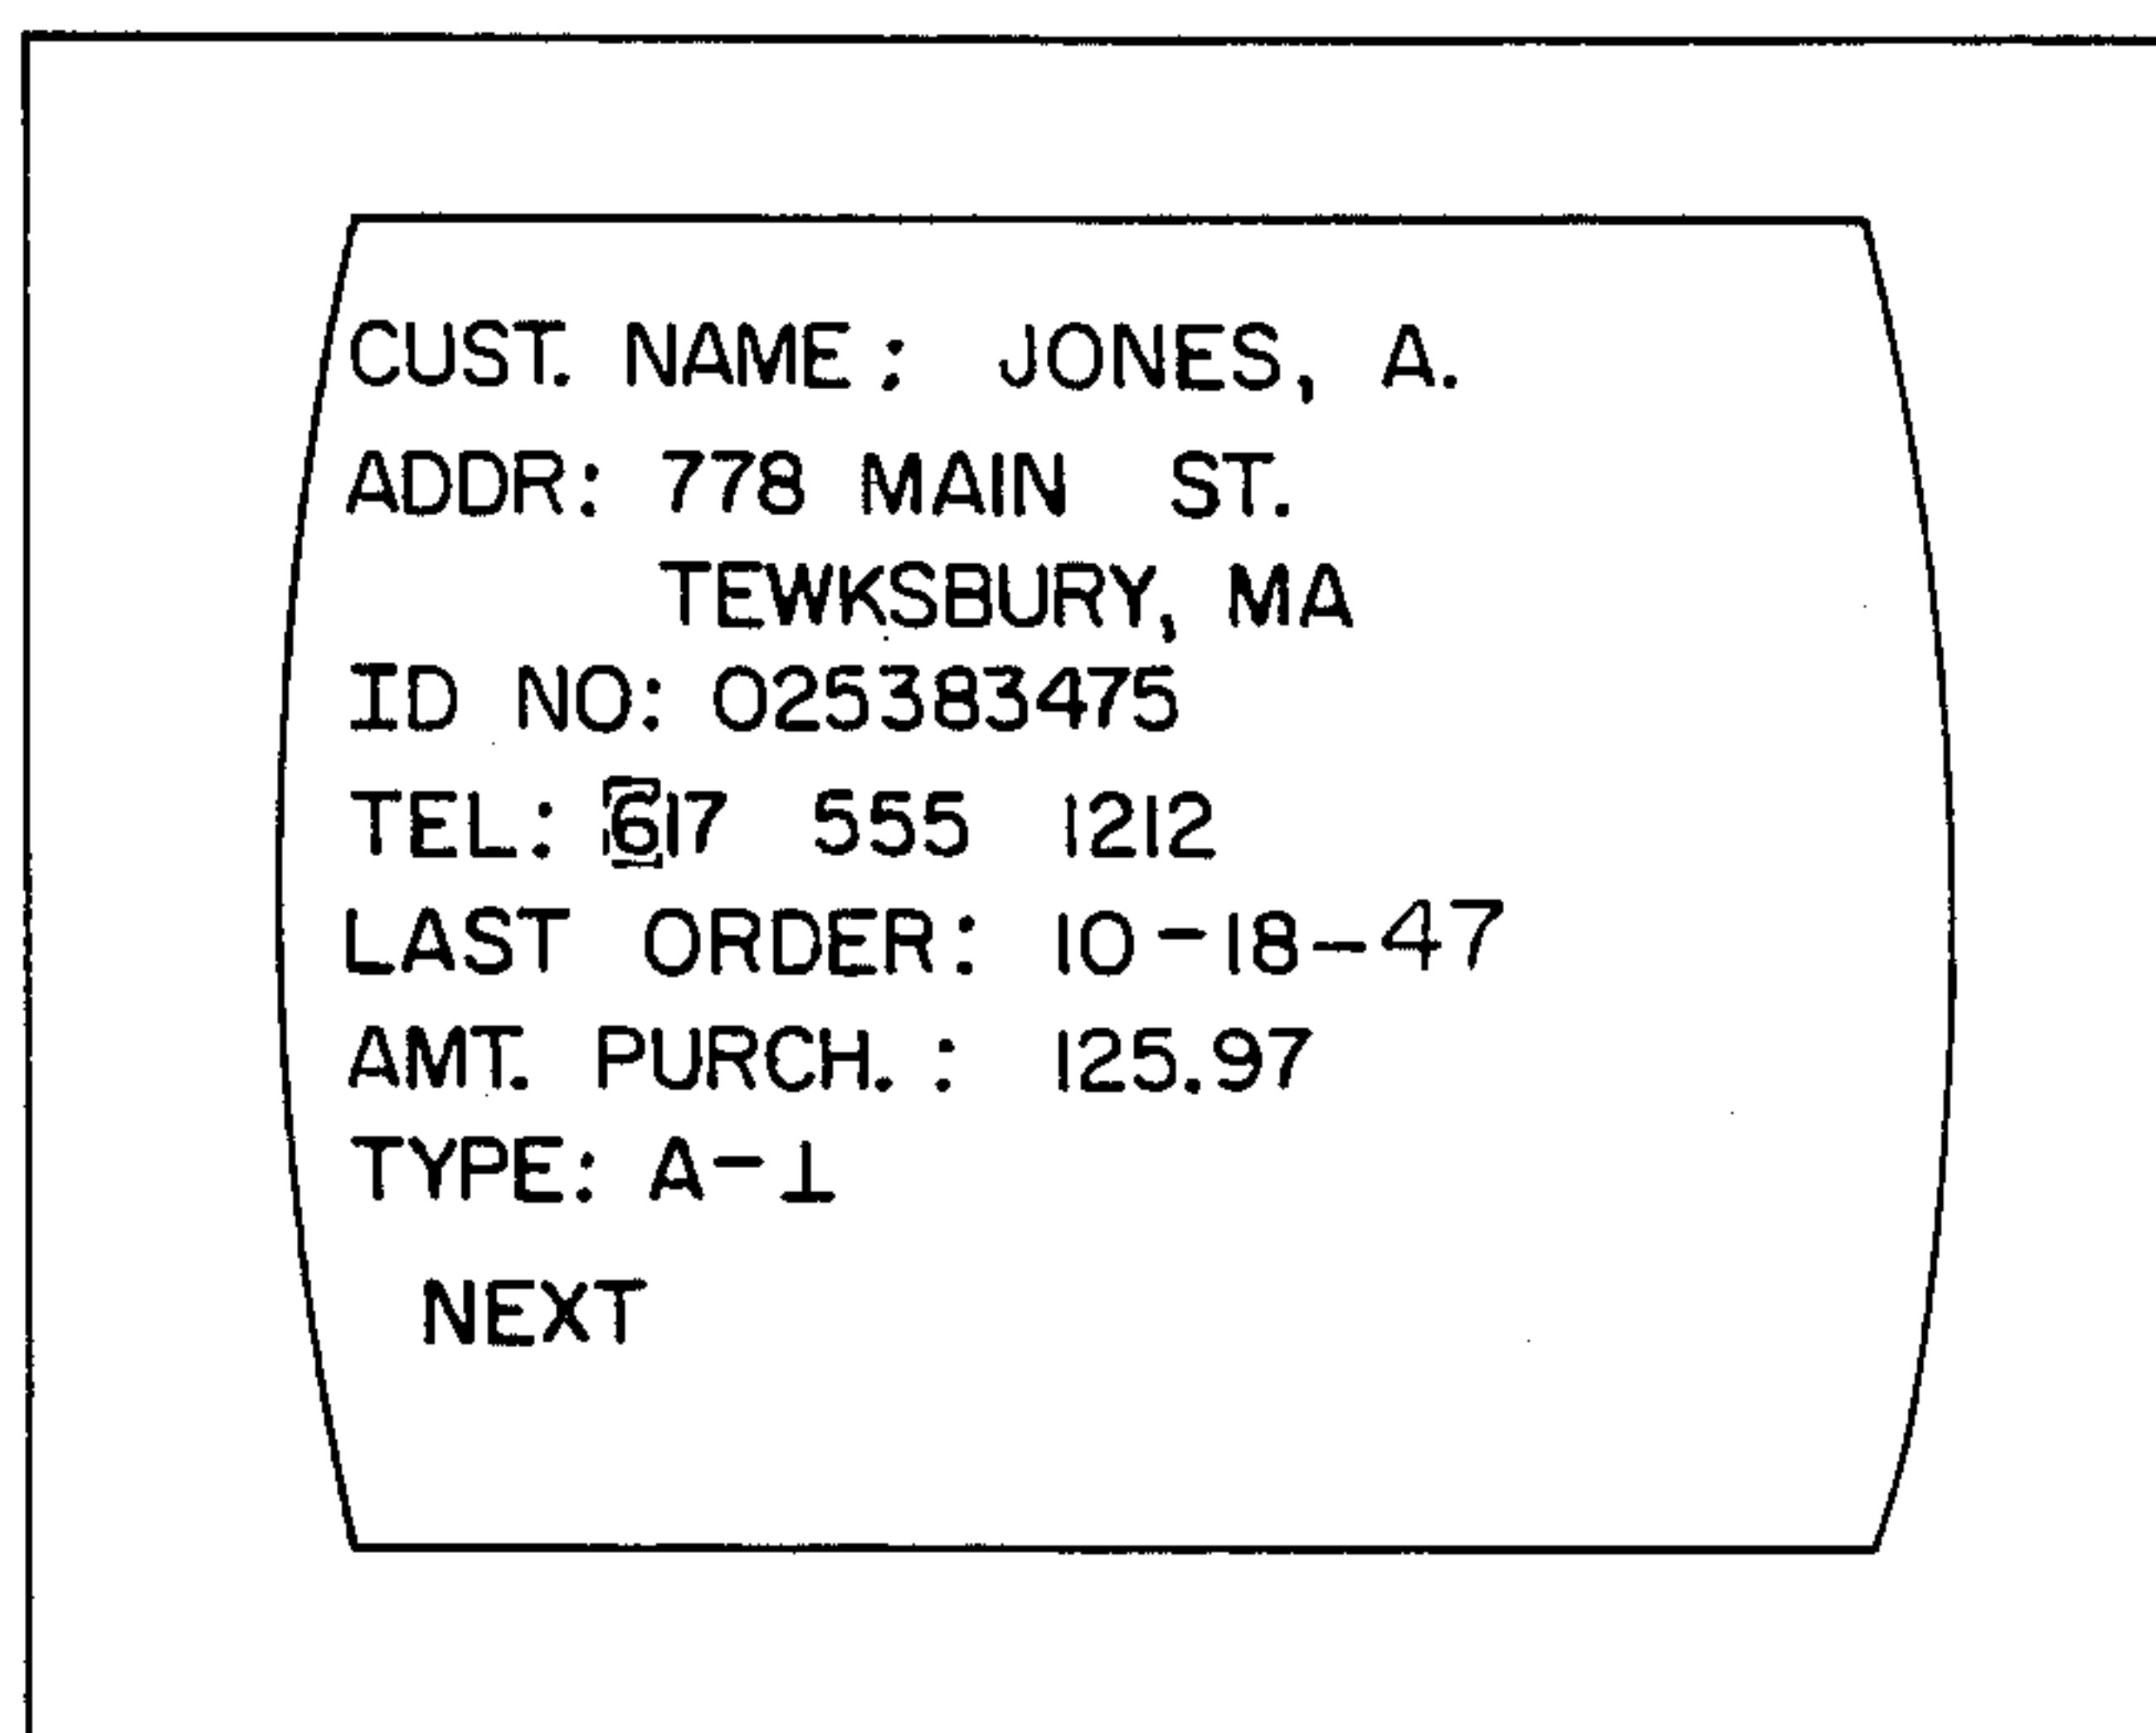 CUST. NAME: JONES, A.
ADDR: 778 MAIN ST.
TEWKSBURY, MA
ID NO: 025383475
TEL: 617 555 1212
LAST ORDER: 10-18-47
AMT. PURCH.: 125.97
TYPE: A-1
NEXT